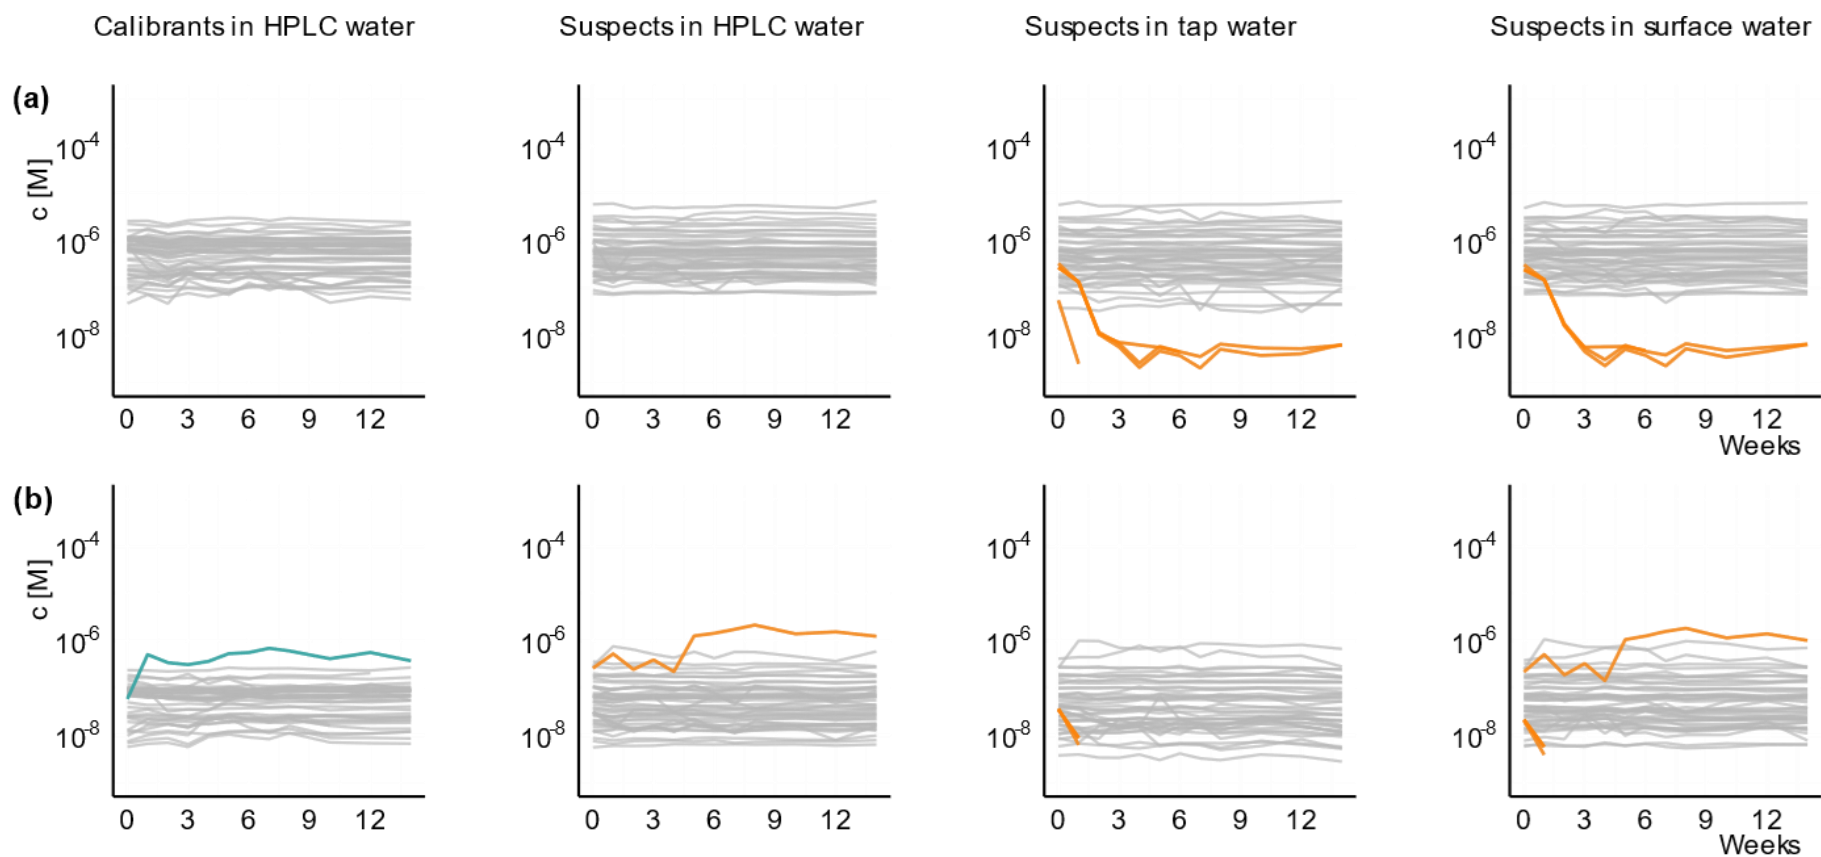 Calibrants in HPLC water Suspects in HPLC water Suspects in tap water Suspects in surface water
(a)
10-4 10-4 10-4 10-4
c [M]
10-6 10-6 10-6 10-6
10-8 10-8 10-8 10-8
0 3 6 9 12 0 3 6 9 12 0 3 6 9 12 0 3 6 9 12
Weeks
(b)
10-4 10-4 10-4 10-4
c [M]
10-6 10-6 10-6 10-6
10-8 10-8 10-8 10-8
0 3 6 9 12 0 3 6 9 12 0 3 6 9 12 0 3 6 9 12
Weeks